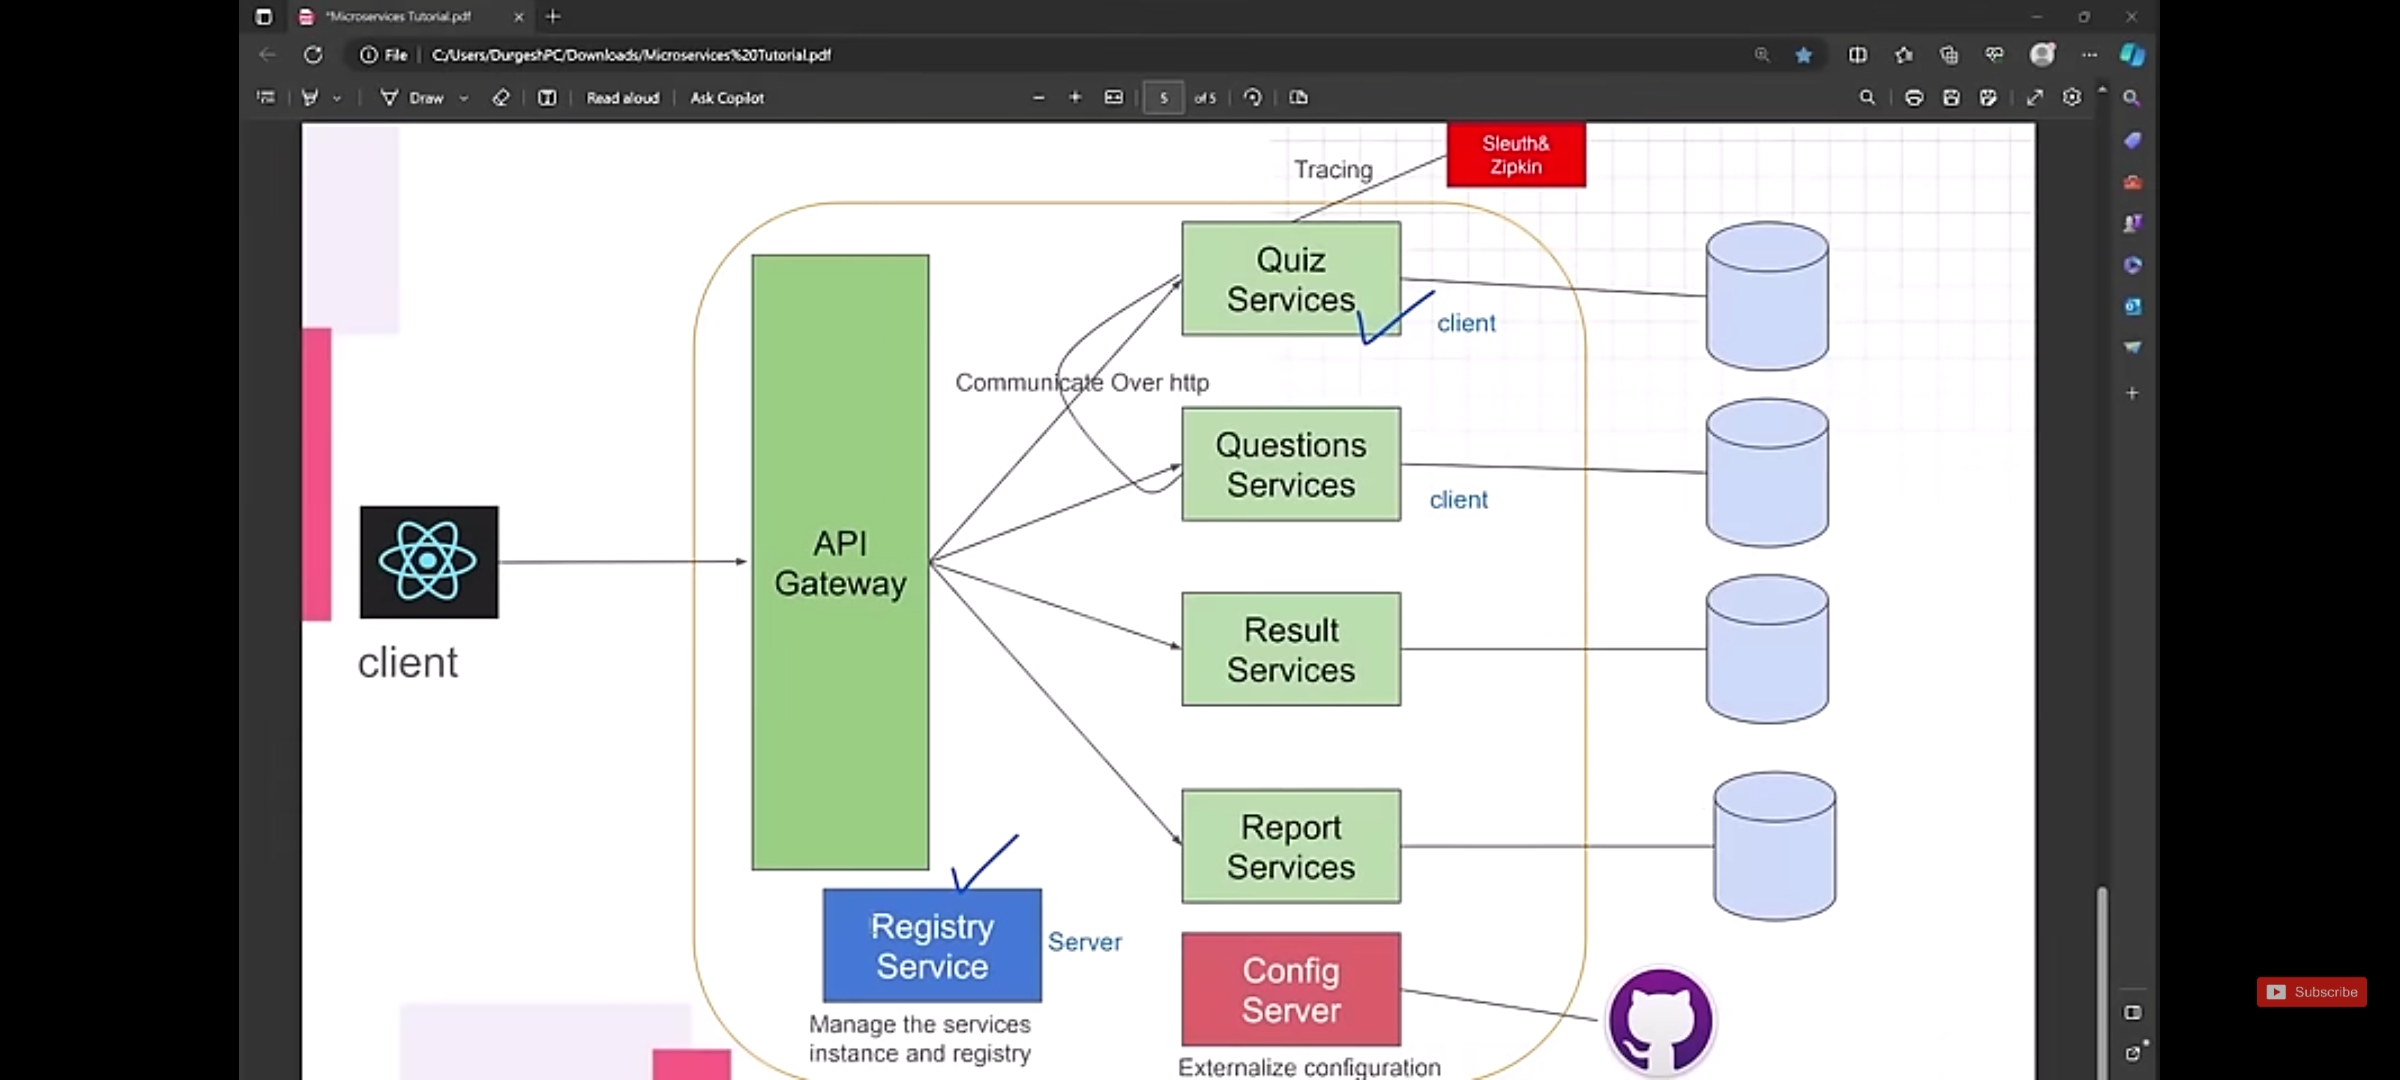 *Microservices Tutorial.pdf
File
C:/Users/DurgeshPC/Downloads/Microservices%20Tutorial.pdf
Draw
Read aloud
Ask Copilot
5
of 5
Sleuth&
Zipkin
Tracing
Quiz
Services
client
Communicate Over http
Questions
Services
client
API
Gateway
client
Result
Services
Report
Services
Registry
Service
Server
Manage the services
instance and registry
Config
Server
Externalize configuration
Subscribe